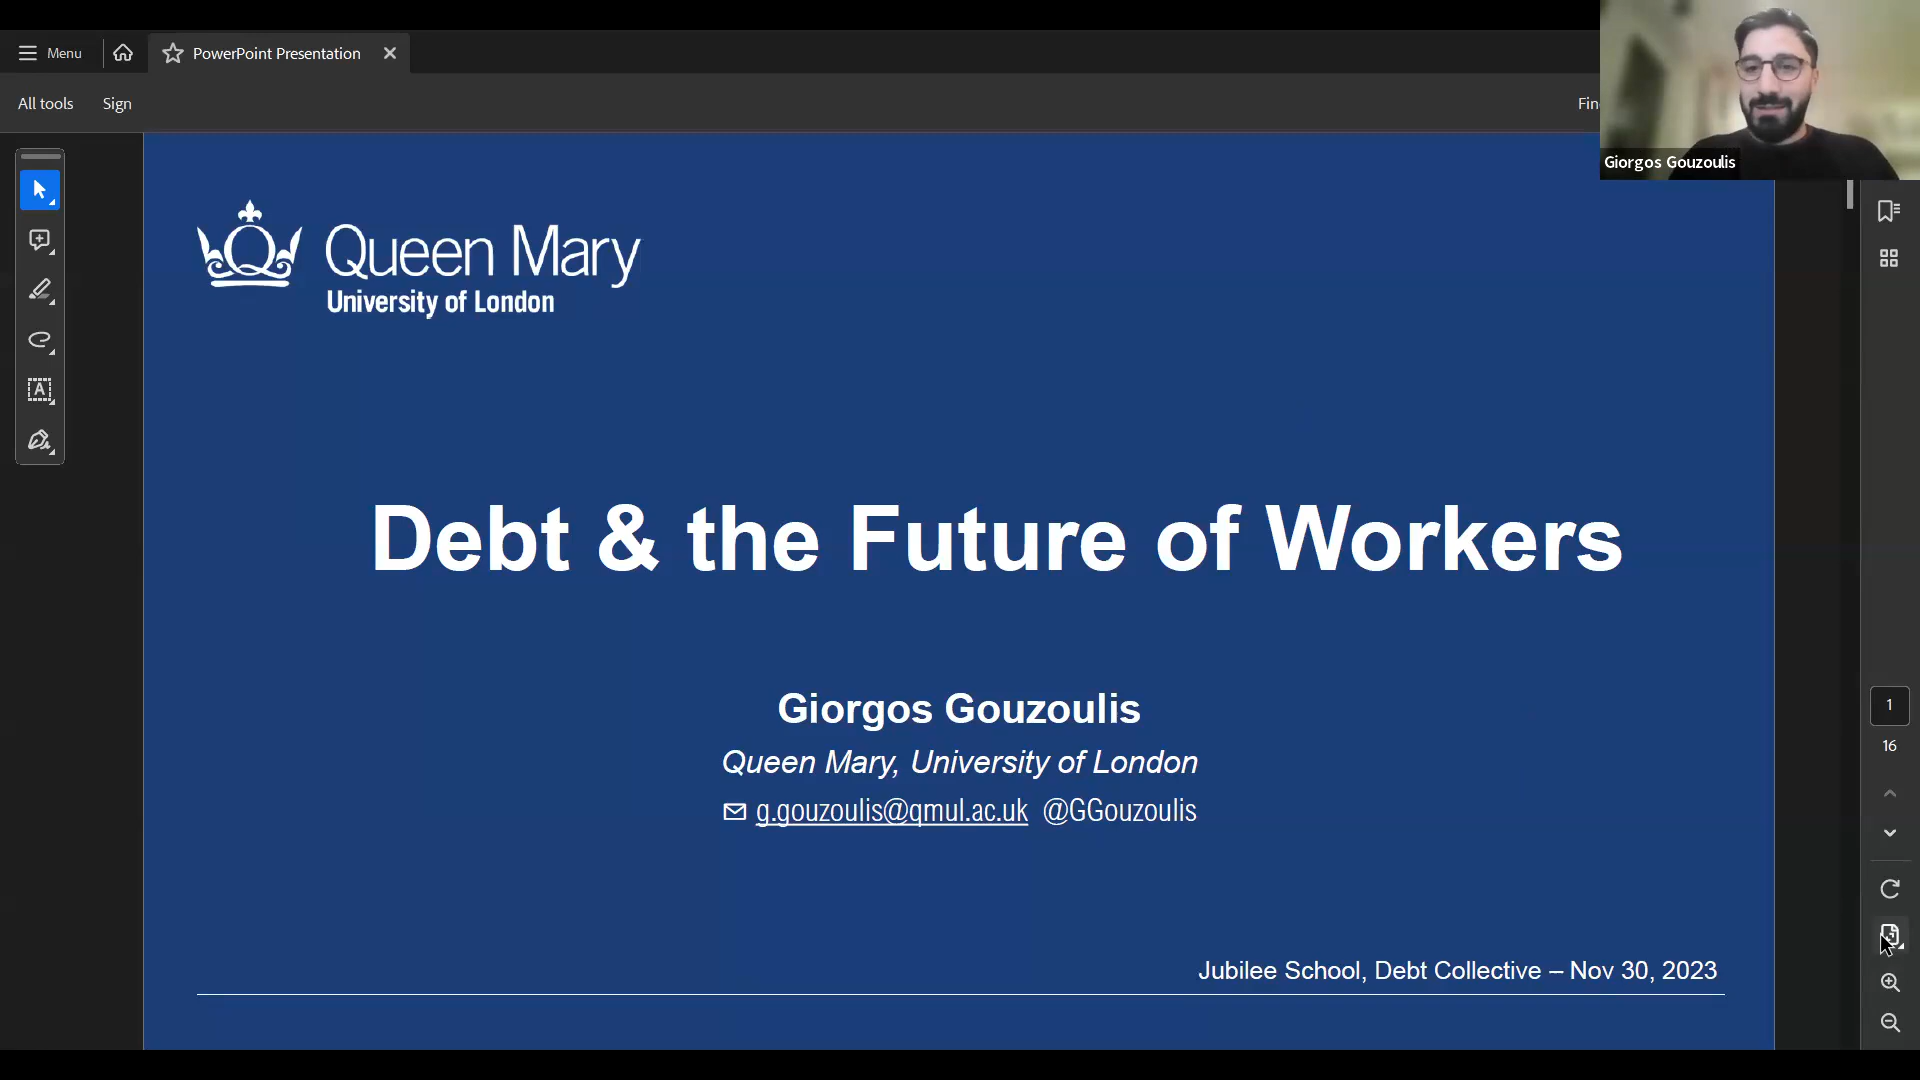 Menu
PowerPoint Presentation
All tools
Sign
Giorgos Gouzoulis
Queen Mary
University of London
Debt & the Future of Workers
Giorgos Gouzoulis
Queen Mary, University of London
g.gouzoulis@qmul.ac.uk @GGouzoulis
Jubilee School, Debt Collective – Nov 30, 2023
1
16